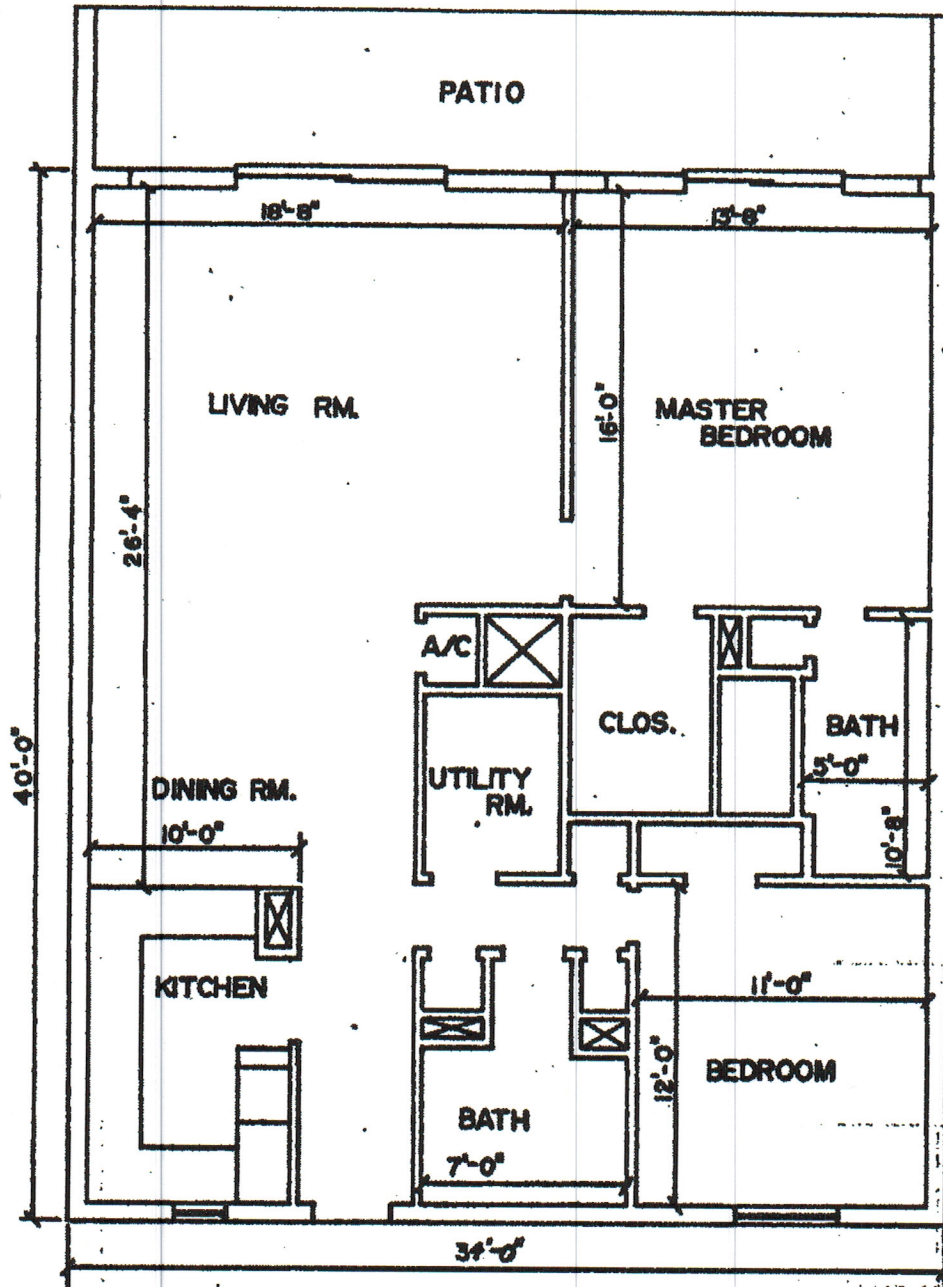 PATIO
18'-8"
13'-8"
LIVING RM.
MASTER
BEDROOM
16'-0"
26'-4"
A/C
CLOS.
BATH
40'-0"
DINING RM.
UTILITY
RM.
5'-0"
10'-0"
10'-8"
KITCHEN
11'-0"
BEDROOM
12'-0"
BATH
7'-0"
34'-0"